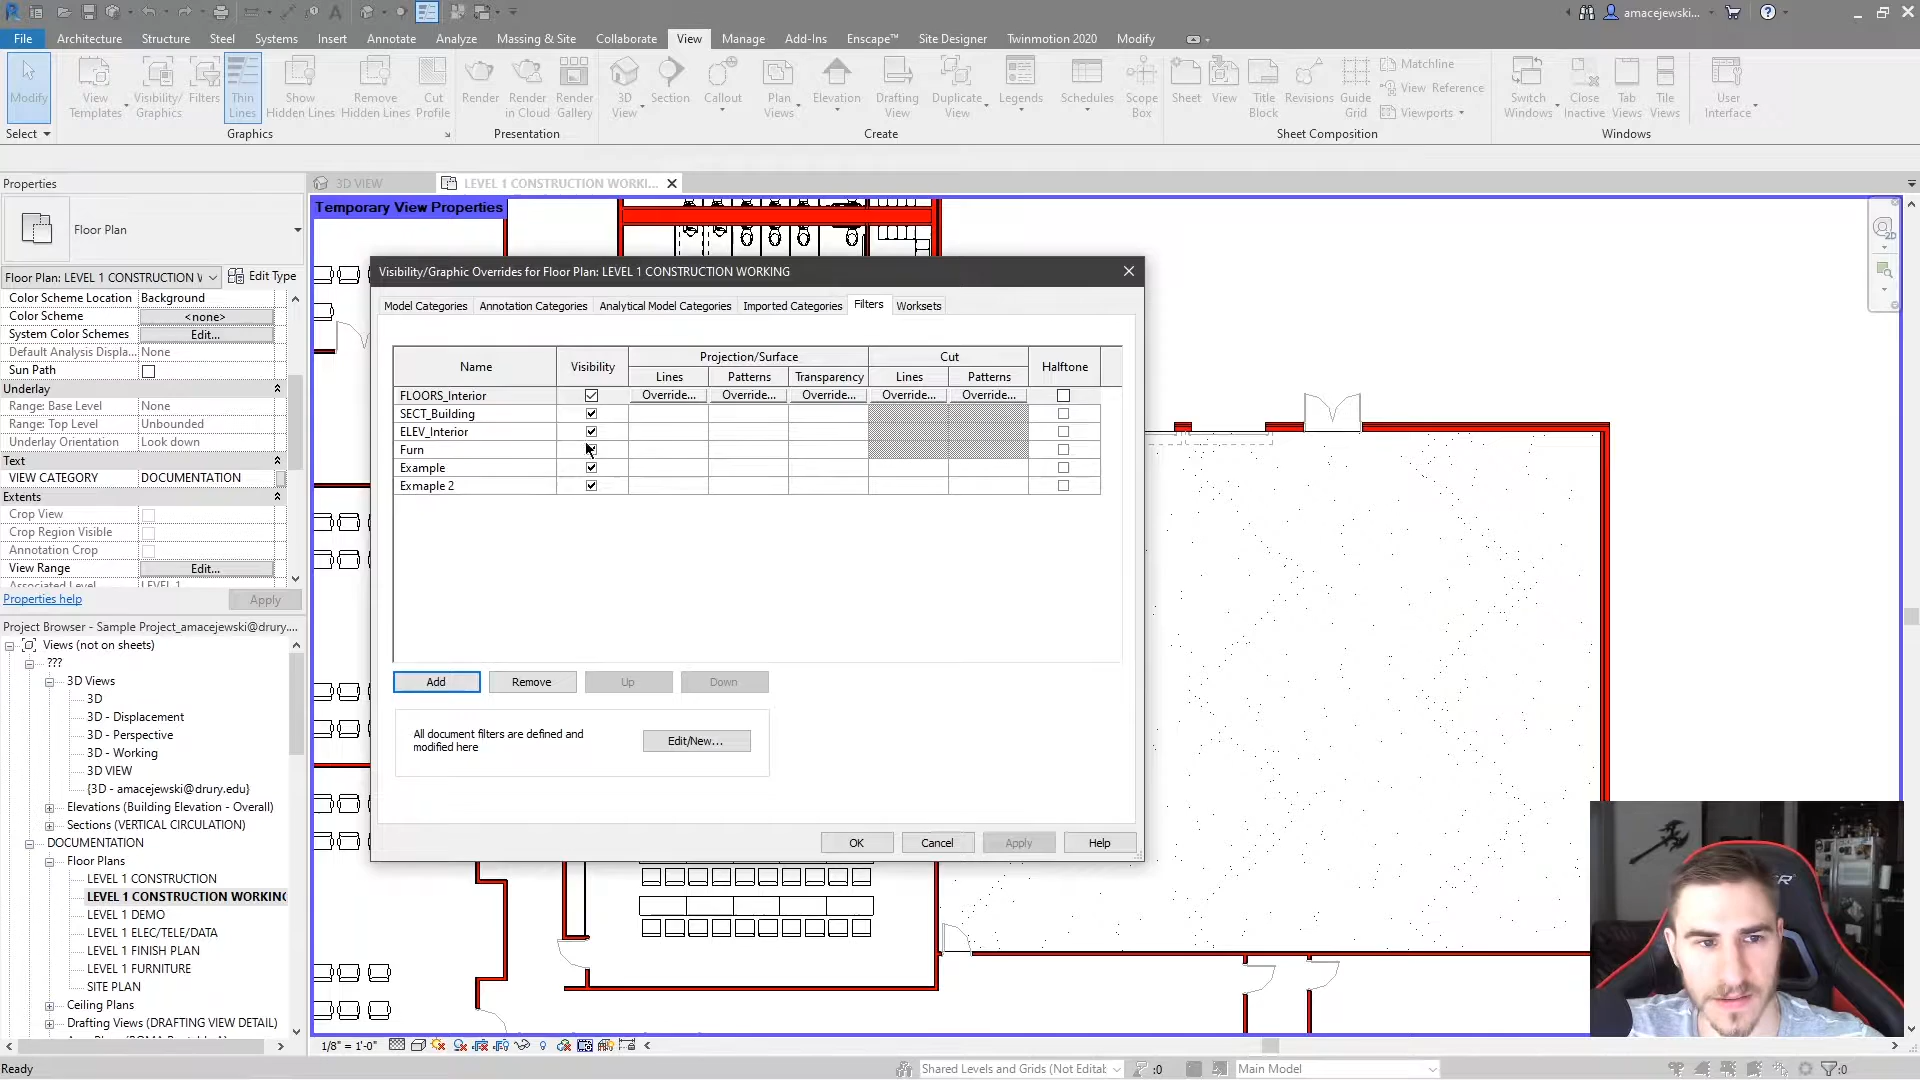 amacejewski...
File
Architecture
Structure
Steel
Systems
Insert
Annotate
Analyze
Massing & Site
Collaborate
View
Manage
Add-Ins
Enscape™
Site Designer
Twinmotion 2020
Modify
Modify
View
Templates
Visibility/
Graphics
Filters
Thin
Lines
Show
Hidden Lines
Remove
Hidden Lines
Cut
Profile
Render
Render
in Cloud
Render
Gallery
3D
View
Section
Callout
Plan
Views
Elevation
Drafting
View
Duplicate
View
Legends
Schedules
Scope
Box
Sheet
View
Title
Block
Revisions
Guide
Grid
Matchline
View Reference
Viewports
Switch
Windows
Close
Inactive
Tab
Views
Tile
Views
User
Interface
Select
Graphics
Presentation
Create
Sheet Composition
Windows
Properties
3D VIEW
LEVEL 1 CONSTRUCTION WORKI...
Temporary View Properties
Floor Plan
Floor Plan: LEVEL 1 CONSTRUCTION W
Edit Type
Color Scheme Location Background
Color Scheme <none>
System Color Schemes Edit...
Default Analysis Displa... None
Sun Path
Underlay
Range: Base Level None
Range: Top Level Unbounded
Underlay Orientation Look down
Text
VIEW CATEGORY DOCUMENTATION
Extents
Crop View
Crop Region Visible
Annotation Crop
View Range Edit...
Associated Level LEVEL 1
Properties help
Apply
Project Browser - Sample Project_amacejewski@drury....
Views (not on sheets)
???
3D Views
3D
3D - Displacement
3D - Perspective
3D - Working
3D VIEW
{3D - amacejewski@drury.edu}
Elevations (Building Elevation - Overall)
Sections (VERTICAL CIRCULATION)
DOCUMENTATION
Floor Plans
LEVEL 1 CONSTRUCTION
LEVEL 1 CONSTRUCTION WORKING
LEVEL 1 DEMO
LEVEL 1 ELEC/TELE/DATA
LEVEL 1 FINISH PLAN
LEVEL 1 FURNITURE
SITE PLAN
Ceiling Plans
Drafting Views (DRAFTING VIEW DETAIL)
Visibility/Graphic Overrides for Floor Plan: LEVEL 1 CONSTRUCTION WORKING
Model Categories
Annotation Categories
Analytical Model Categories
Imported Categories
Filters
Worksets
Name
Visibility
Projection/Surface
Cut
Halftone
Lines
Patterns
Transparency
Lines
Patterns
FLOORS_Interior Override... Override... Override... Override... Override...
SECT_Building
ELEV_Interior
Furn
Example
Exmaple 2
Add
Remove
Up
Down
All document filters are defined and
modified here
Edit/New...
OK
Cancel
Apply
Help
1/8" = 1'-0"
Ready
Shared Levels and Grids (Not Editab
:0
Main Model
:0